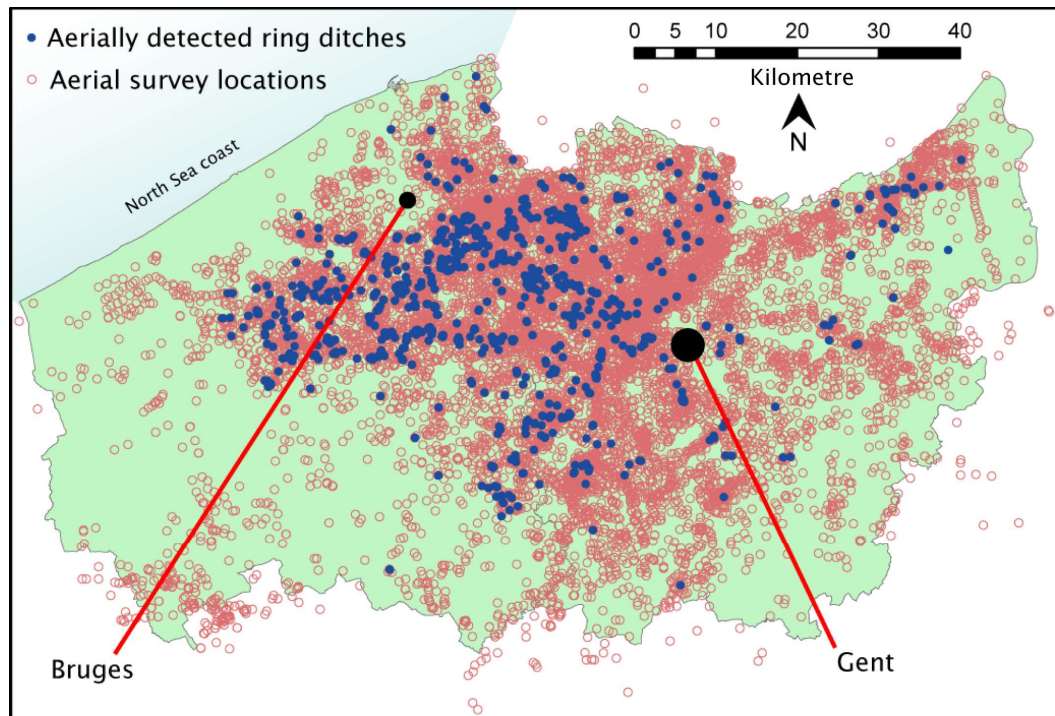 Aerially detected ring ditches
Aerial survey locations
0 5 10 20 30 40
Kilometre
N
North Sea coast
Bruges
Gent